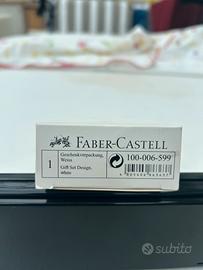 FABER-CASTELL
1
Geschenkverpackung,
Weiss
Gift Set Design,
white
100-006-599
subito